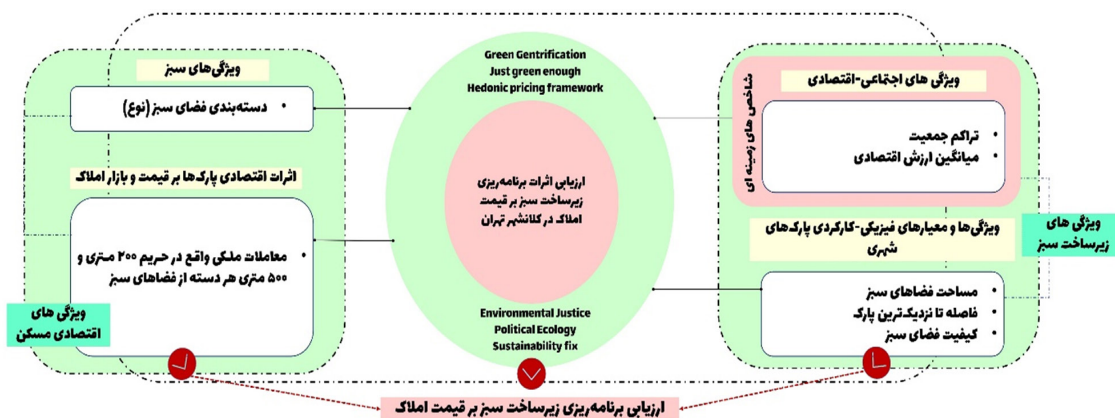 ویژگی های اجتماعی-اقتصادی
شاخص های زمینه ای
• تراکم جمعیت
• میانگین ارزش اقتصادی
ویژگی‌ها و معیارهای فیزیکی-کارکردی پارک‌های
شهری
• مساحت فضاهای سبز
• فاصله تا نزدیک‌ترین پارک
• کیفیت فضای سبز
ویژگی های
زیرساخت سبز
Green Gentrification
Just green enough
Hedonic pricing framework
ارزیابی اثرات برنامه‌ریزی
زیرساخت سبز بر قیمت
املاک در کلانشهر تهران
Environmental Justice
Political Ecology
Sustainability fix
ویژگی‌های سبز
• دسته‌بندی فضای سبز (نوع)
اثرات اقتصادی پارک‌ها بر قیمت و بازار املاک
• معاملات ملکی واقع در حریم ۲۰۰ متری و
۵۰۰ متری هر دسته از فضاهای سبز
ویژگی های
اقتصادی مسکن
ارزیابی برنامه‌ریزی زیرساخت سبز بر قیمت املاک